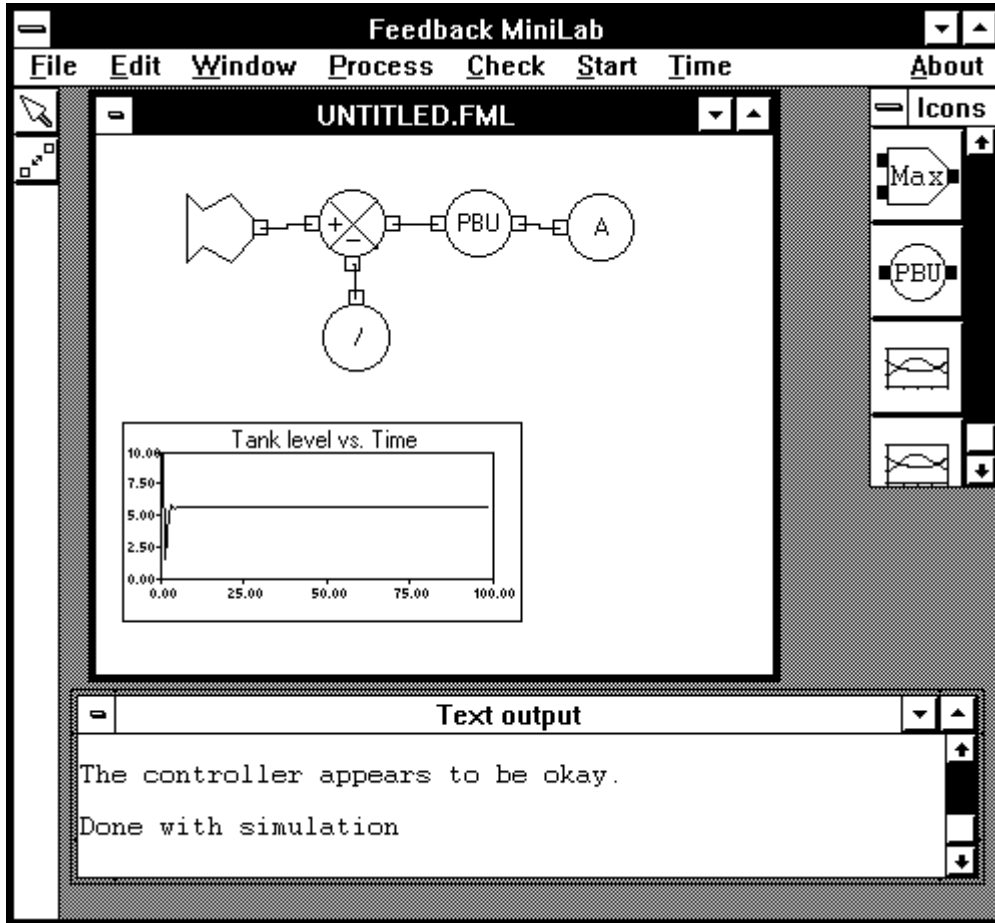 Feedback MiniLab
File Edit Window Process Check Start Time About
UNTITLED.FML
Icons
Max
PBU
+
−
PBU
A
/
Tank level vs. Time
10.00
7.50
5.00
2.50
0.00
0.00 25.00 50.00 75.00 100.00
Text output
The controller appears to be okay.
Done with simulation